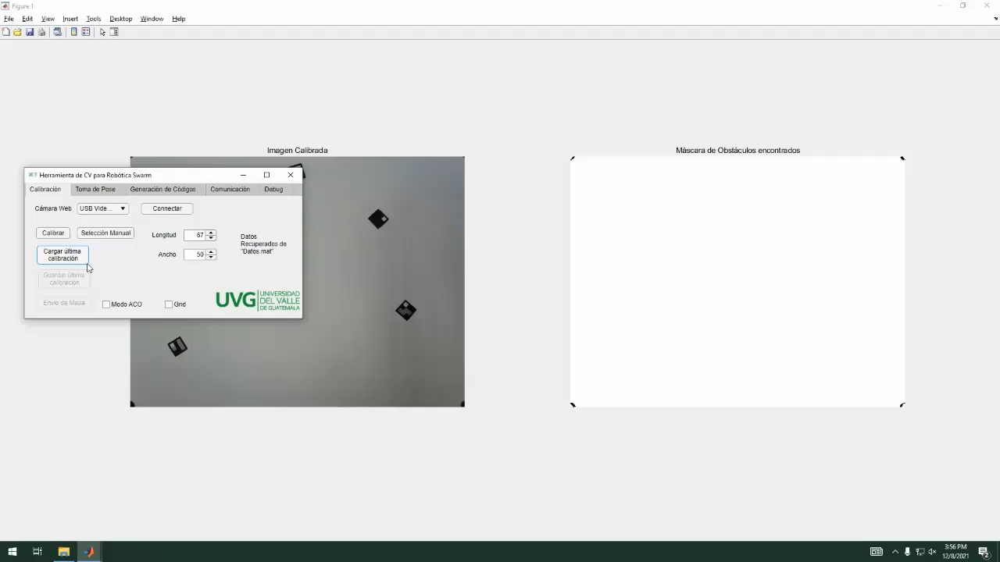 Figure 1
File Edit View Insert Tools Desktop Window Help
Imagen Calibrada
Máscara de Obstáculos encontrados
Herramienta de CV para Robótica Swarm
Calibración Toma de Pose Generación de Códigos Comunicación Debug
Cámara Web USB Vide... Connectar
Calibrar Selección Manual Longitud 67
Datos
Recuperados de
"Datos.mat"
Cargar última
calibración
Ancho 50
Guardar última
calibración
Envio de Mapa Modo ACO Grid
UVG UNIVERSIDAD
DEL VALLE
DE GUATEMALA
3:56 PM
12/8/2021
2